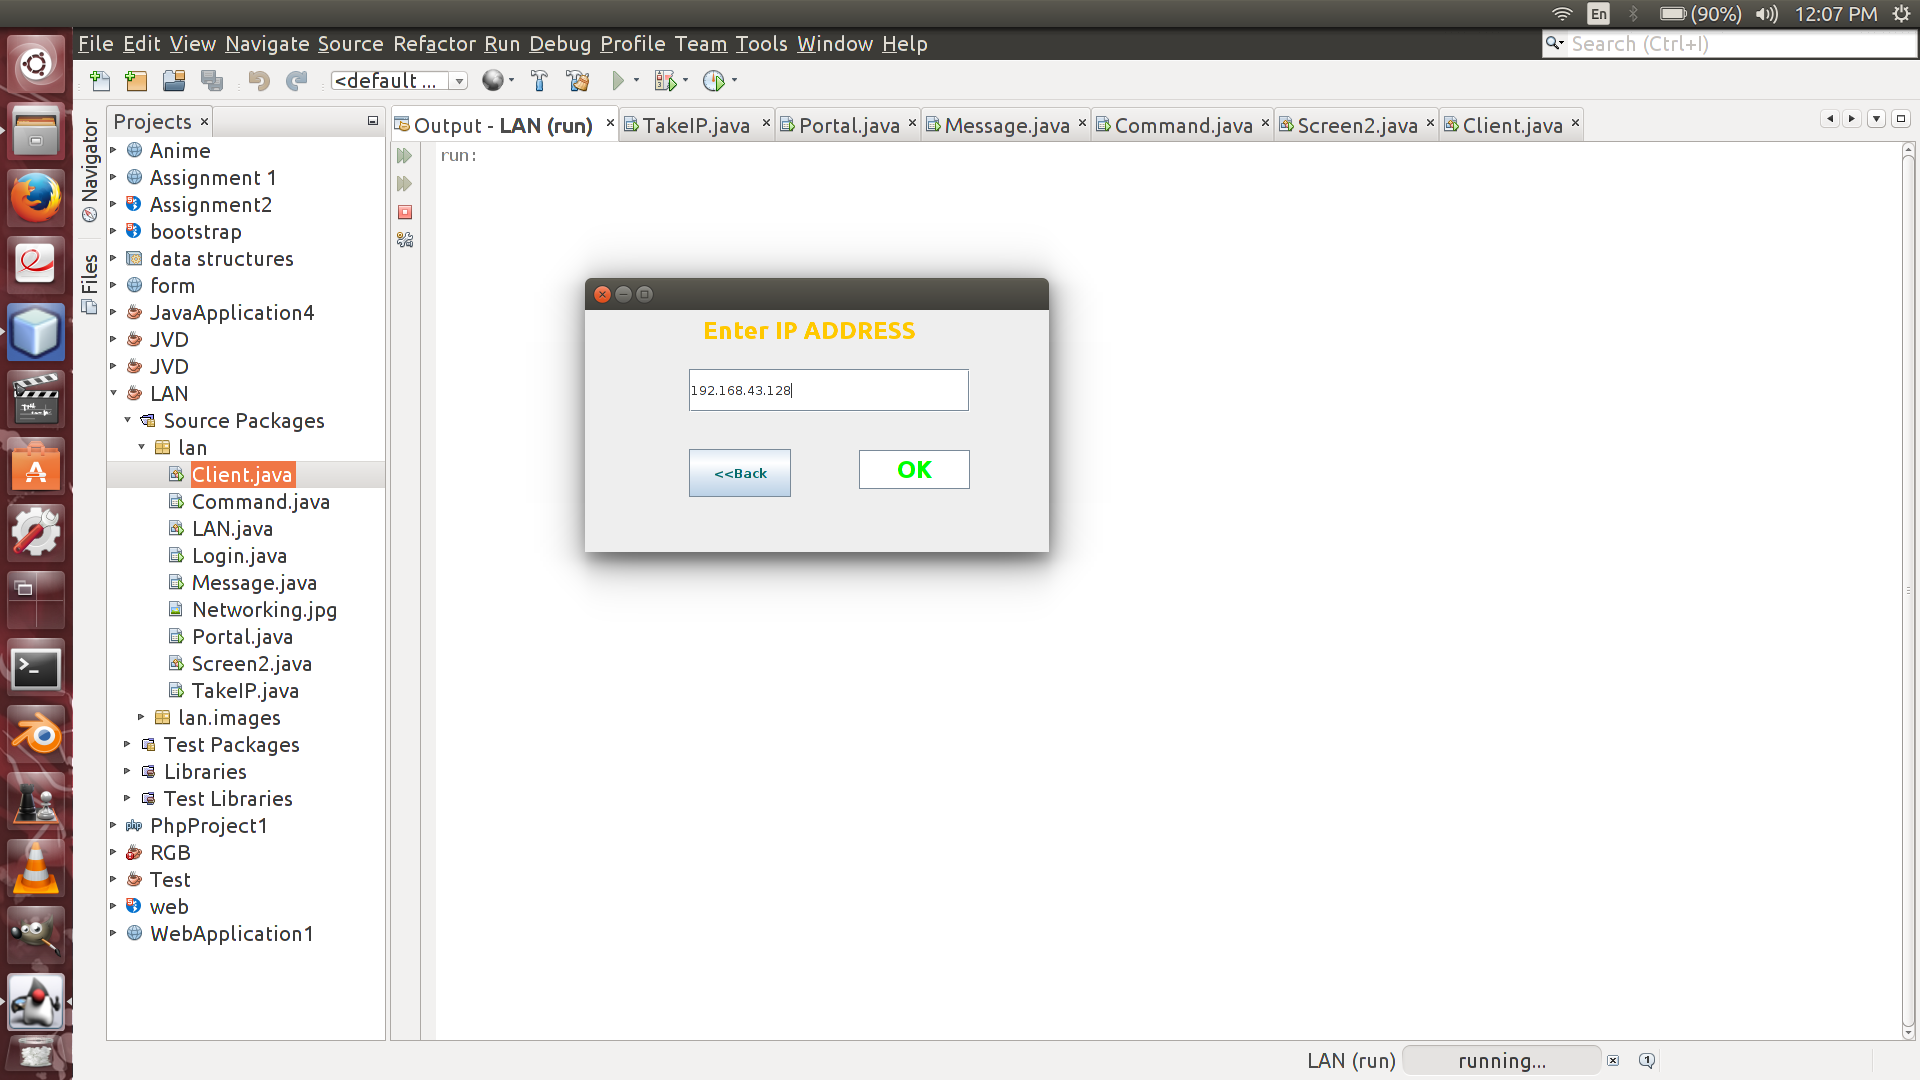 En (90%) 12:07 PM
File Edit View Navigate Source Refactor Run Debug Profile Team Tools Window Help
Search (Ctrl+I)
<default ...
Navigator
Files
Projects
Anime
Assignment 1
Assignment2
bootstrap
data structures
form
JavaApplication4
JVD
JVD
LAN
Source Packages
lan
Client.java
Command.java
LAN.java
Login.java
Message.java
Networking.jpg
Portal.java
Screen2.java
TakeIP.java
lan.images
Test Packages
Libraries
Test Libraries
PhpProject1
RGB
Test
web
WebApplication1
Output - LAN (run) TakeIP.java Portal.java Message.java Command.java Screen2.java Client.java
run:
Enter IP ADDRESS
192.168.43.128
<<Back
OK
LAN (run) running... 1